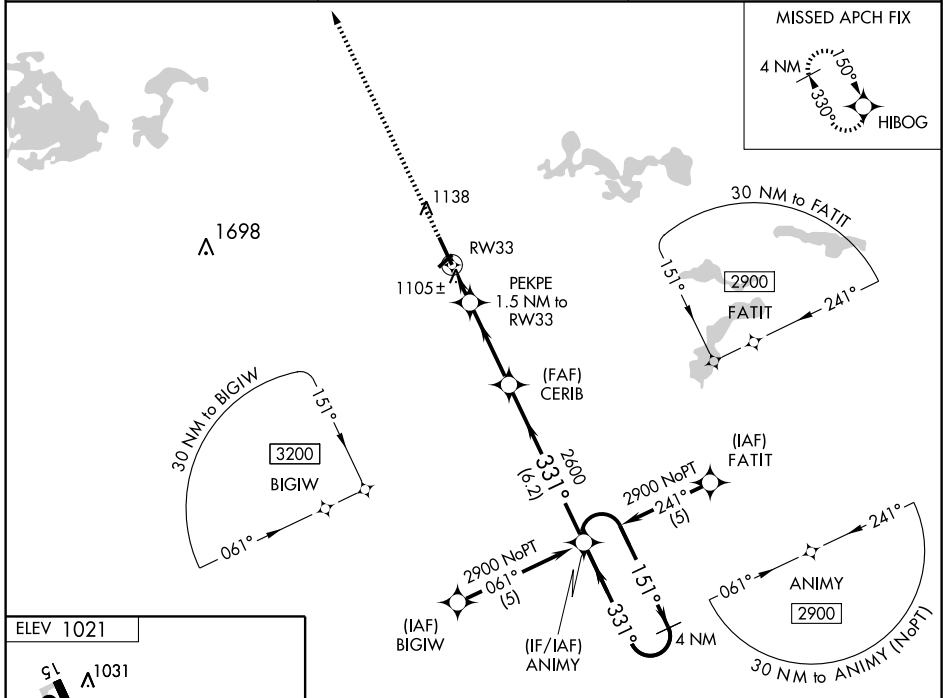 MISSED APCH FIX
4 NM
150°
330°
HIBOG
1138
1698
RW33
1105±
PEKPE
1.5 NM to
RW33
30 NM to FATIT
151°
2900
FATIT
241°
(FAF)
CERIB
30 NM to BIGIW
151°
3200
BIGIW
061°
2600
331°
(6.2)
(IAF)
FATIT
2900 NoPT
241°
(5)
2900 NoPT
061°
(5)
(IAF)
BIGIW
(IF/IAF)
ANIMY
331°
151°
4 NM
061°
241°
ANIMY
2900
30 NM to ANIMY (NoPT)
ELEV 1021
15
1031